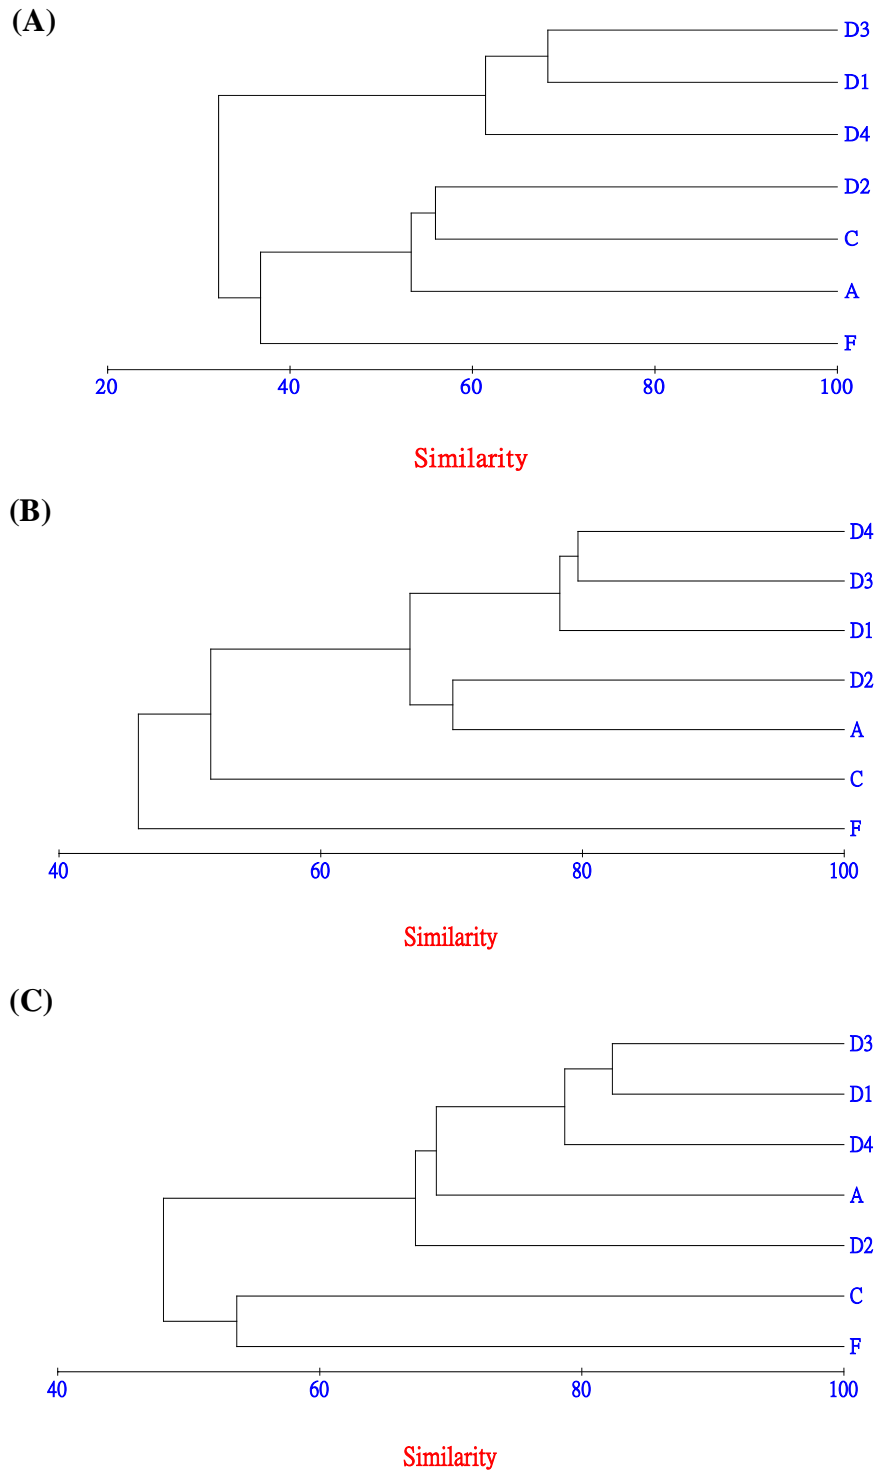 (A)
D3
D1
D4
D2
C
A
F
20 40 60 80 100
Similarity
(B)
D4
D3
D1
D2
A
C
F
40 60 80 100
Similarity
(C)
D3
D1
D4
A
D2
C
F
40 60 80 100
Similarity